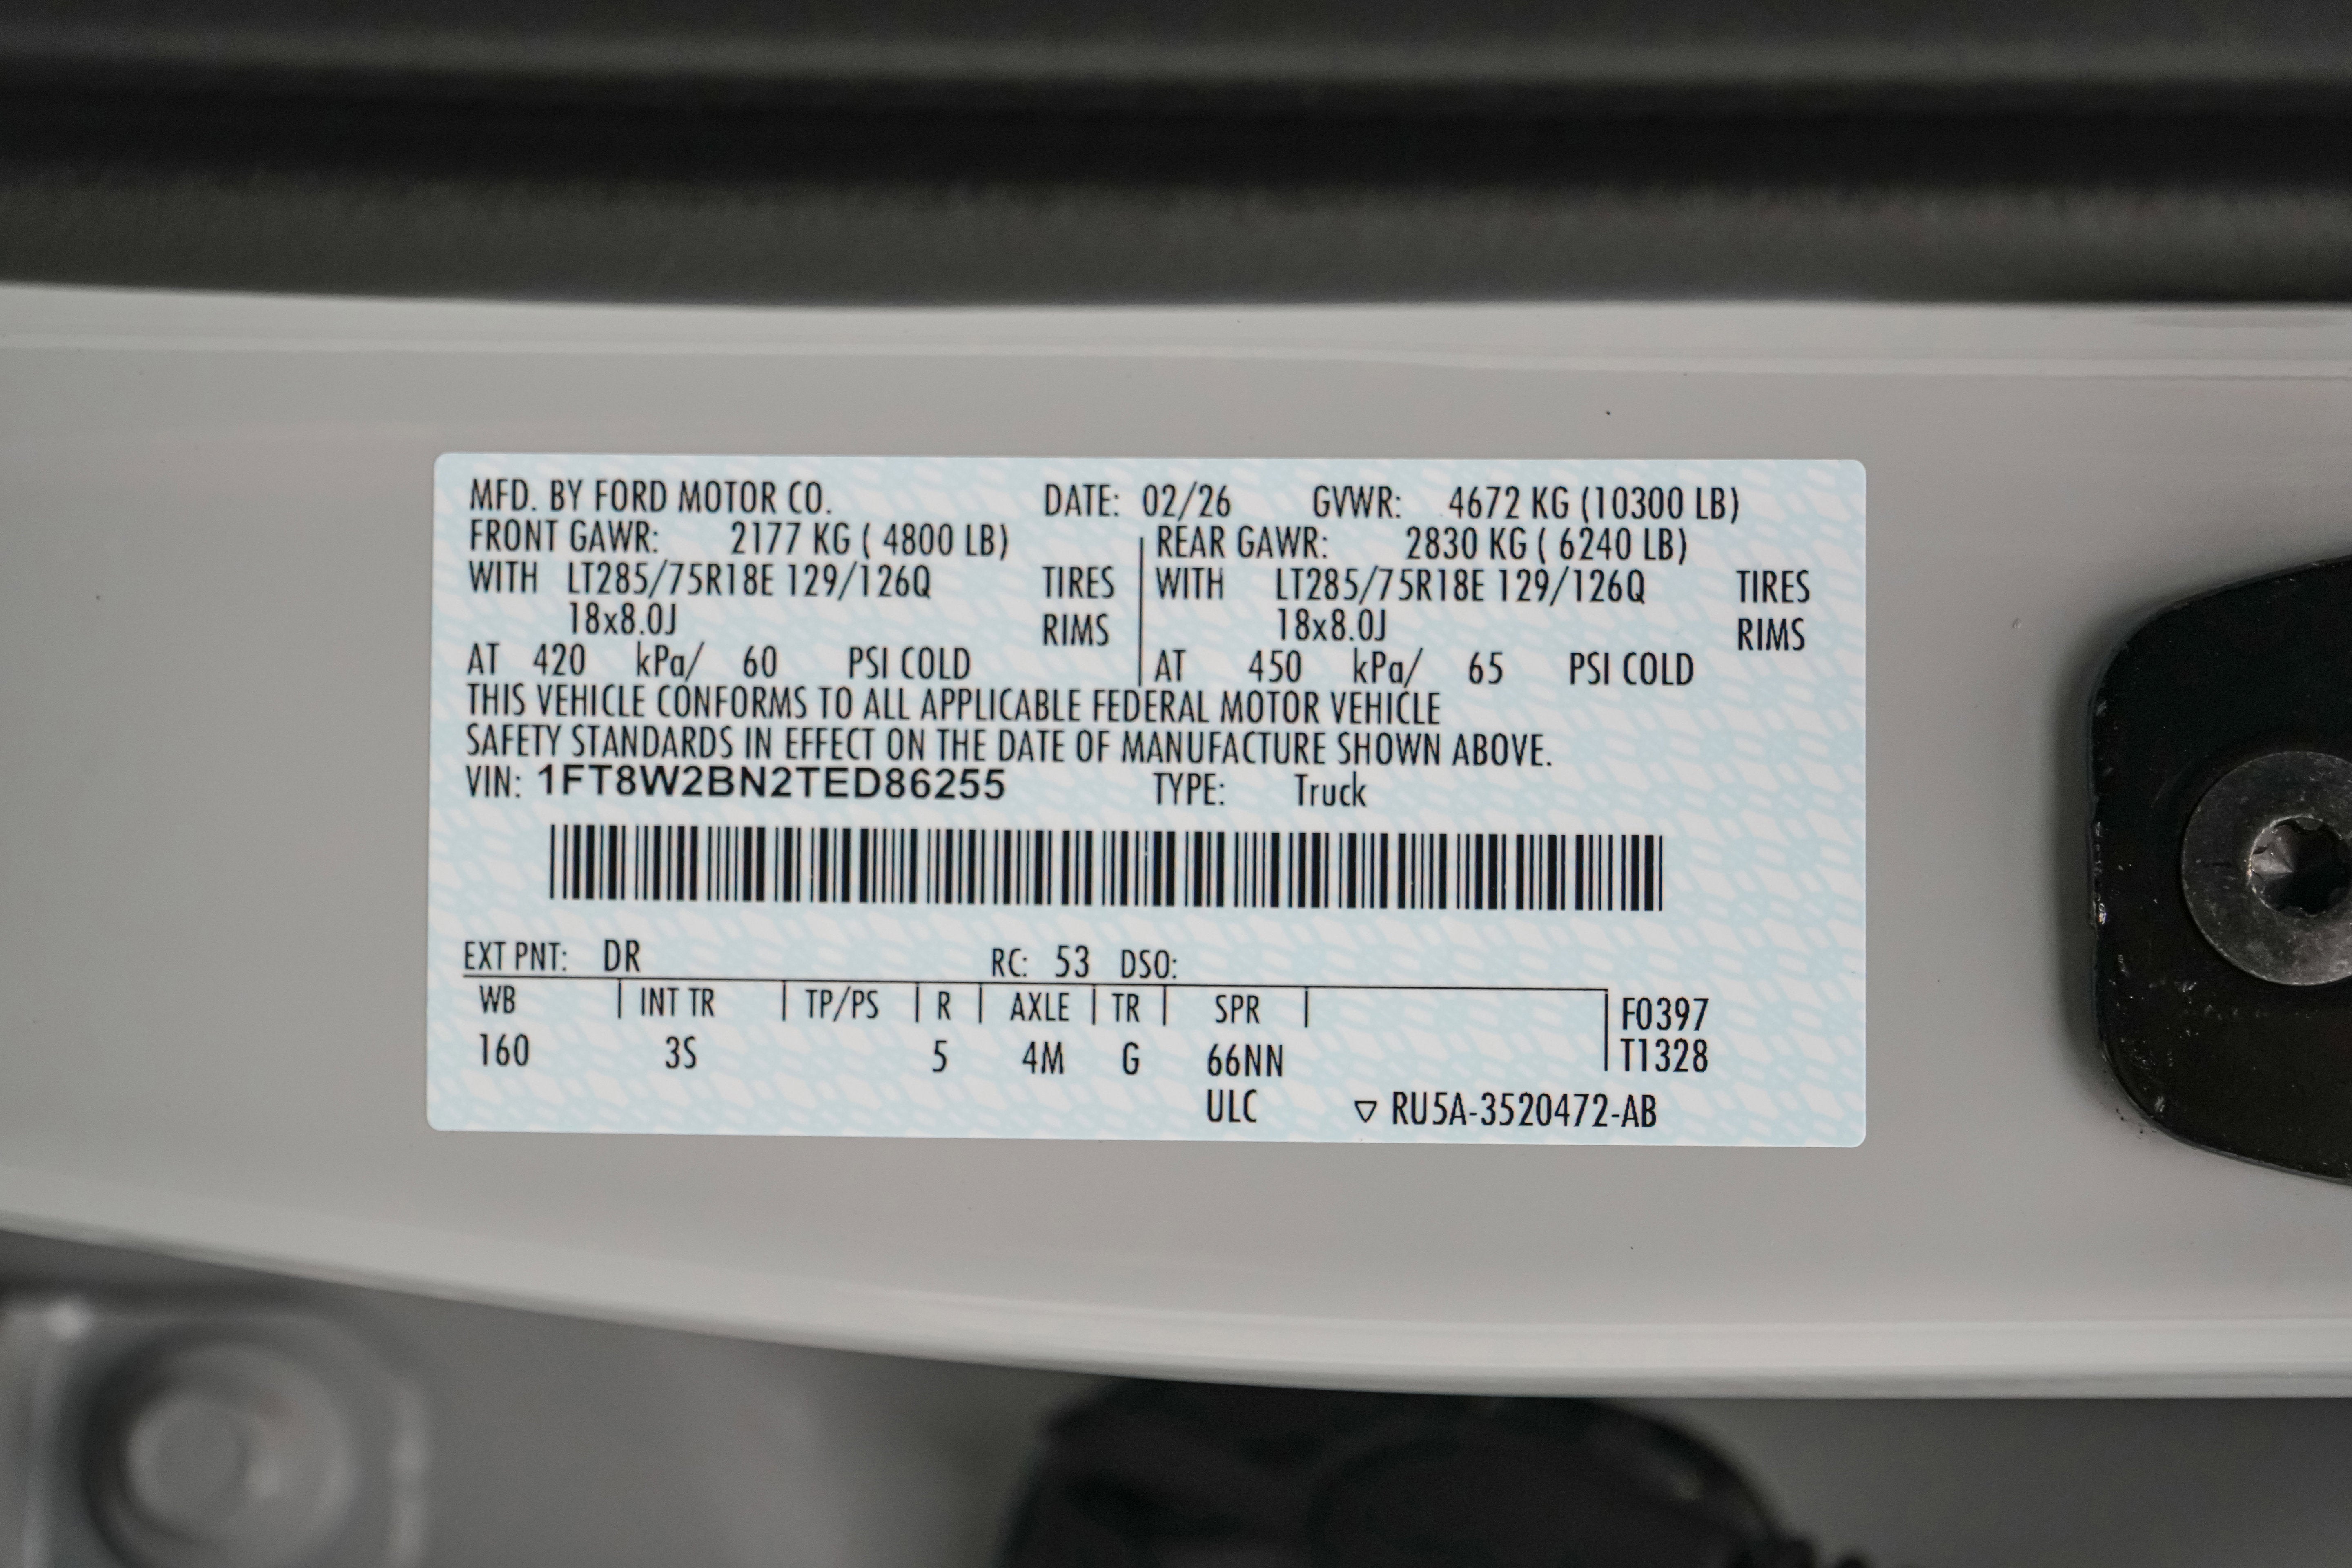 MFD. BY FORD MOTOR CO. DATE: 02/26 GVWR: 4672 KG (10300 LB)
FRONT GAWR: 2177 KG ( 4800 LB) REAR GAWR: 2830 KG ( 6240 LB)
WITH LT285/75R18E 129/126Q TIRES WITH LT285/75R18E 129/126Q TIRES
18x8.0J RIMS 18x8.0J RIMS
AT 420 kPa/ 60 PSI COLD AT 450 kPa/ 65 PSI COLD
THIS VEHICLE CONFORMS TO ALL APPLICABLE FEDERAL MOTOR VEHICLE
SAFETY STANDARDS IN EFFECT ON THE DATE OF MANUFACTURE SHOWN ABOVE.
VIN: 1FT8W2BN2TED86255 TYPE: Truck
EXT PNT: DR RC: 53 DSO:
WB INT TR TP/PS R AXLE TR SPR F0397
160 3S 5 4M G 66NN T1328
ULC ▽ RU5A-3520472-AB